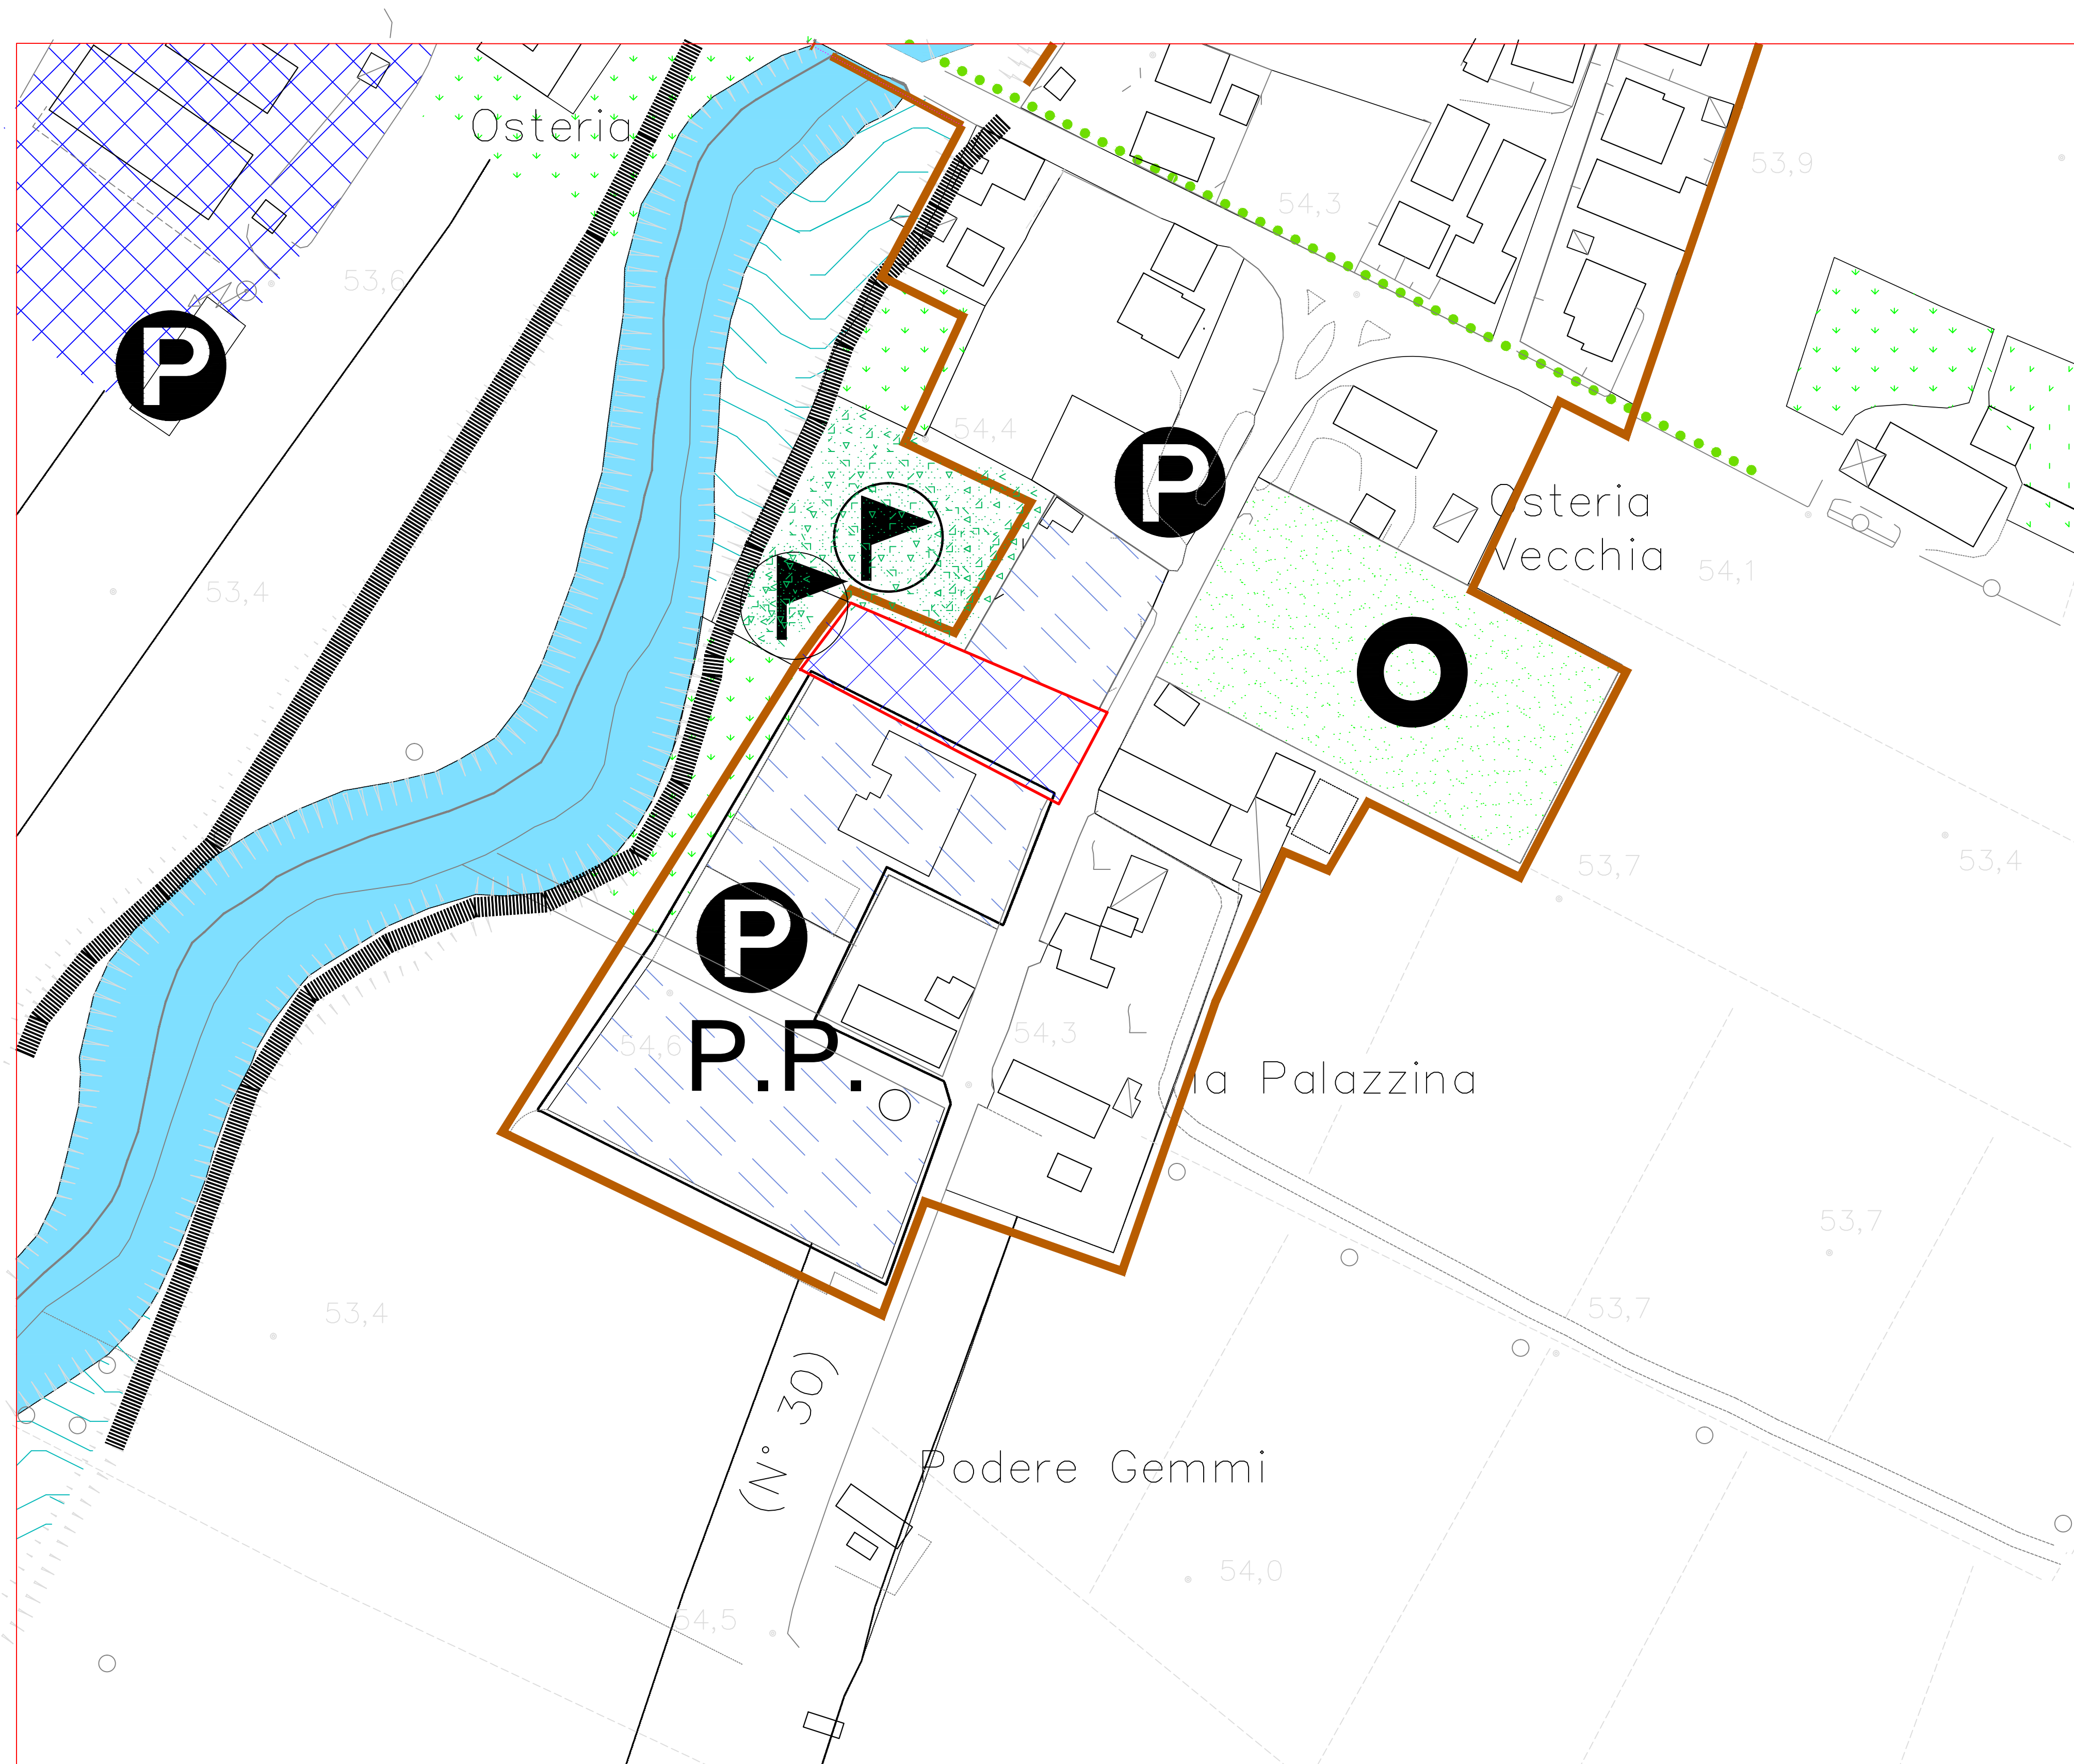 Osteria
53,9
54,3
53,6
P
54,4
P
Osteria
Vecchia
54,1
53,4
53,7
53,4
P
54,6
P.P.
54,3
la Palazzina
53,7
53,4
53,7
(N° 30)
Podere Gemmi
54,0
54,5